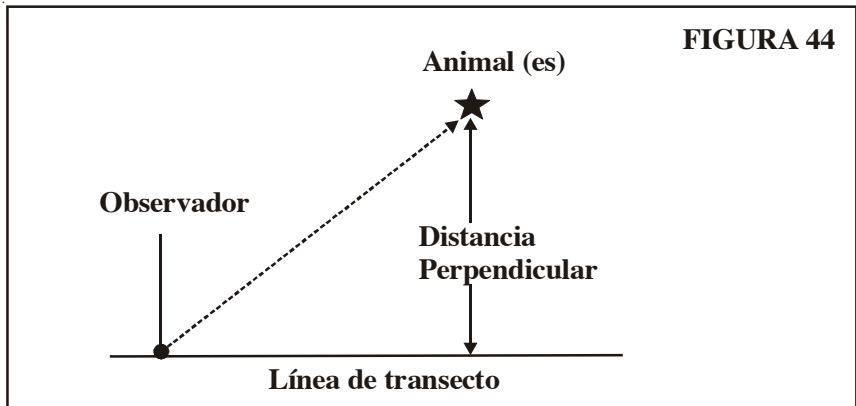 FIGURA 44
Animal (es)
Observador
Distancia
Perpendicular
Línea de transecto